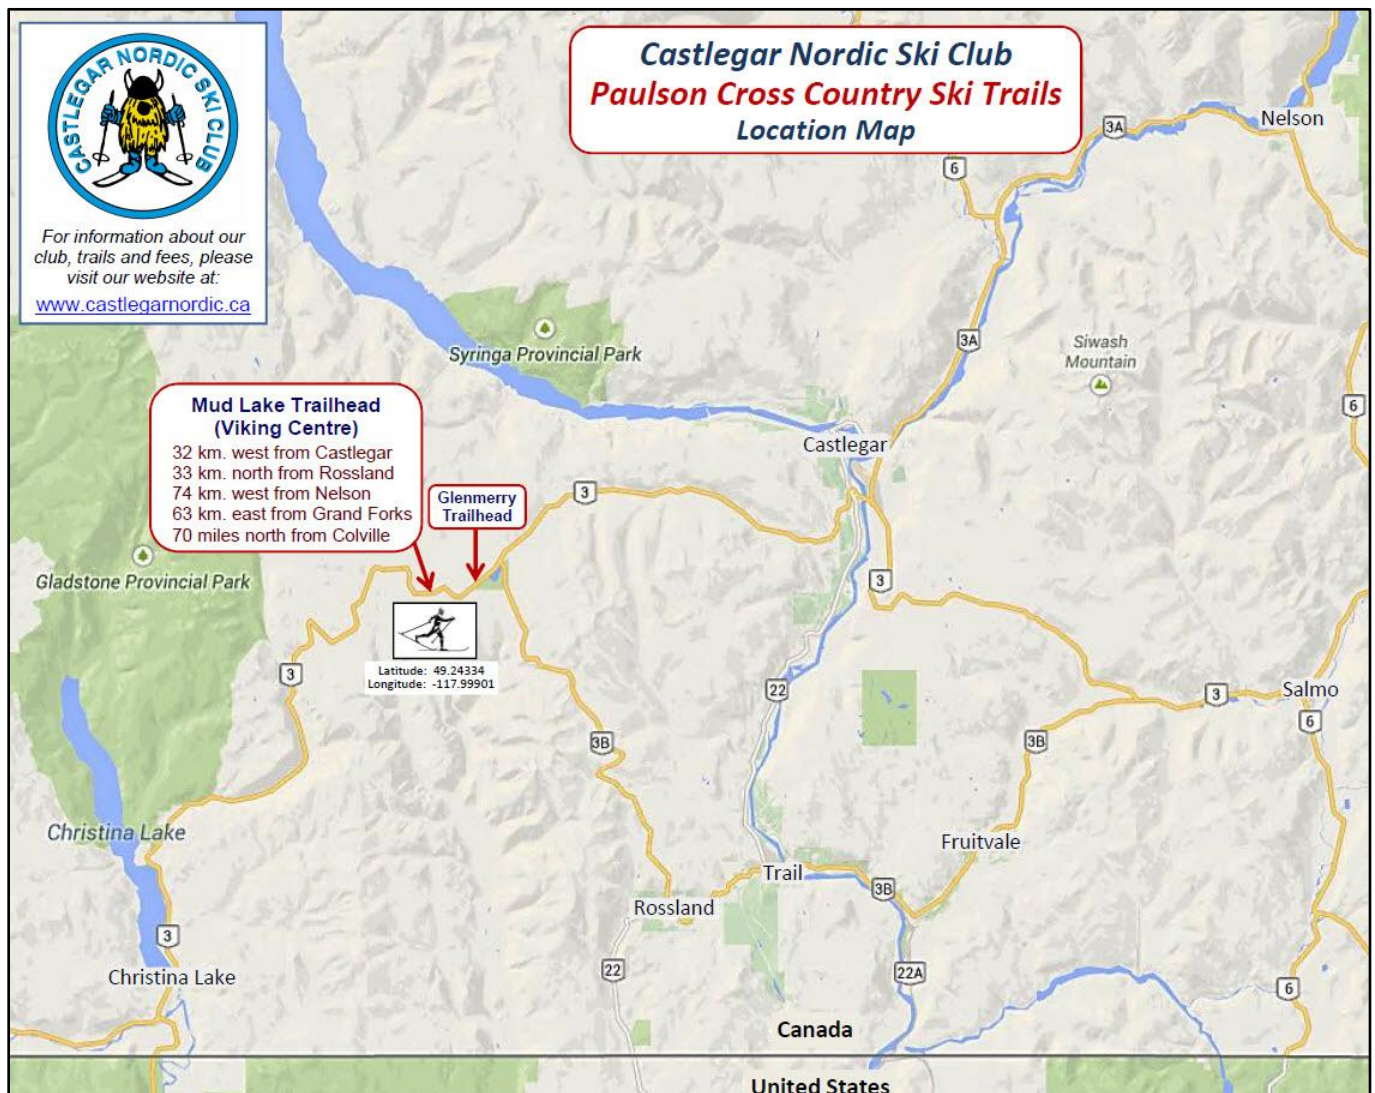 CASTLEGAR NORDIC SKI CLUB
For information about our
club, trails and fees, please
visit our website at:
www.castlegarnordic.ca
Castlegar Nordic Ski Club
Paulson Cross Country Ski Trails
Location Map
Nelson
3A
6
3A
Siwash
Mountain
Syringa Provincial Park
6
Castlegar
Mud Lake Trailhead
(Viking Centre)
32 km. west from Castlegar
33 km. north from Rossland
74 km. west from Nelson
63 km. east from Grand Forks
70 miles north from Colville
Glenmerry
Trailhead
3
Gladstone Provincial Park
3
Latitude: 49.24334
Longitude: -117.99901
3
22
3
Salmo
6
3B
3B
Christina Lake
Fruitvale
Trail
3B
Rossland
3
Christina Lake
22
22A
6
Canada
United States